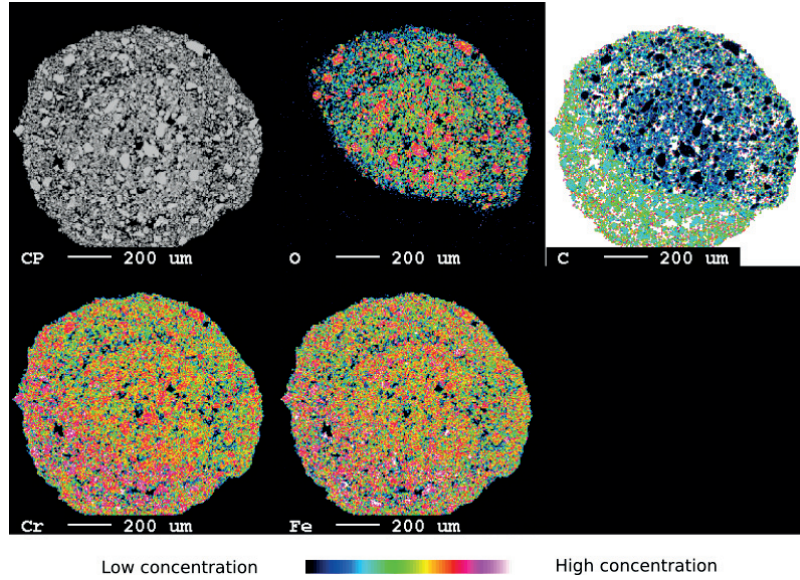 CP 200 um
O 200 um
C 200 um
Cr 200 um
Fe 200 um
Low concentration High concentration